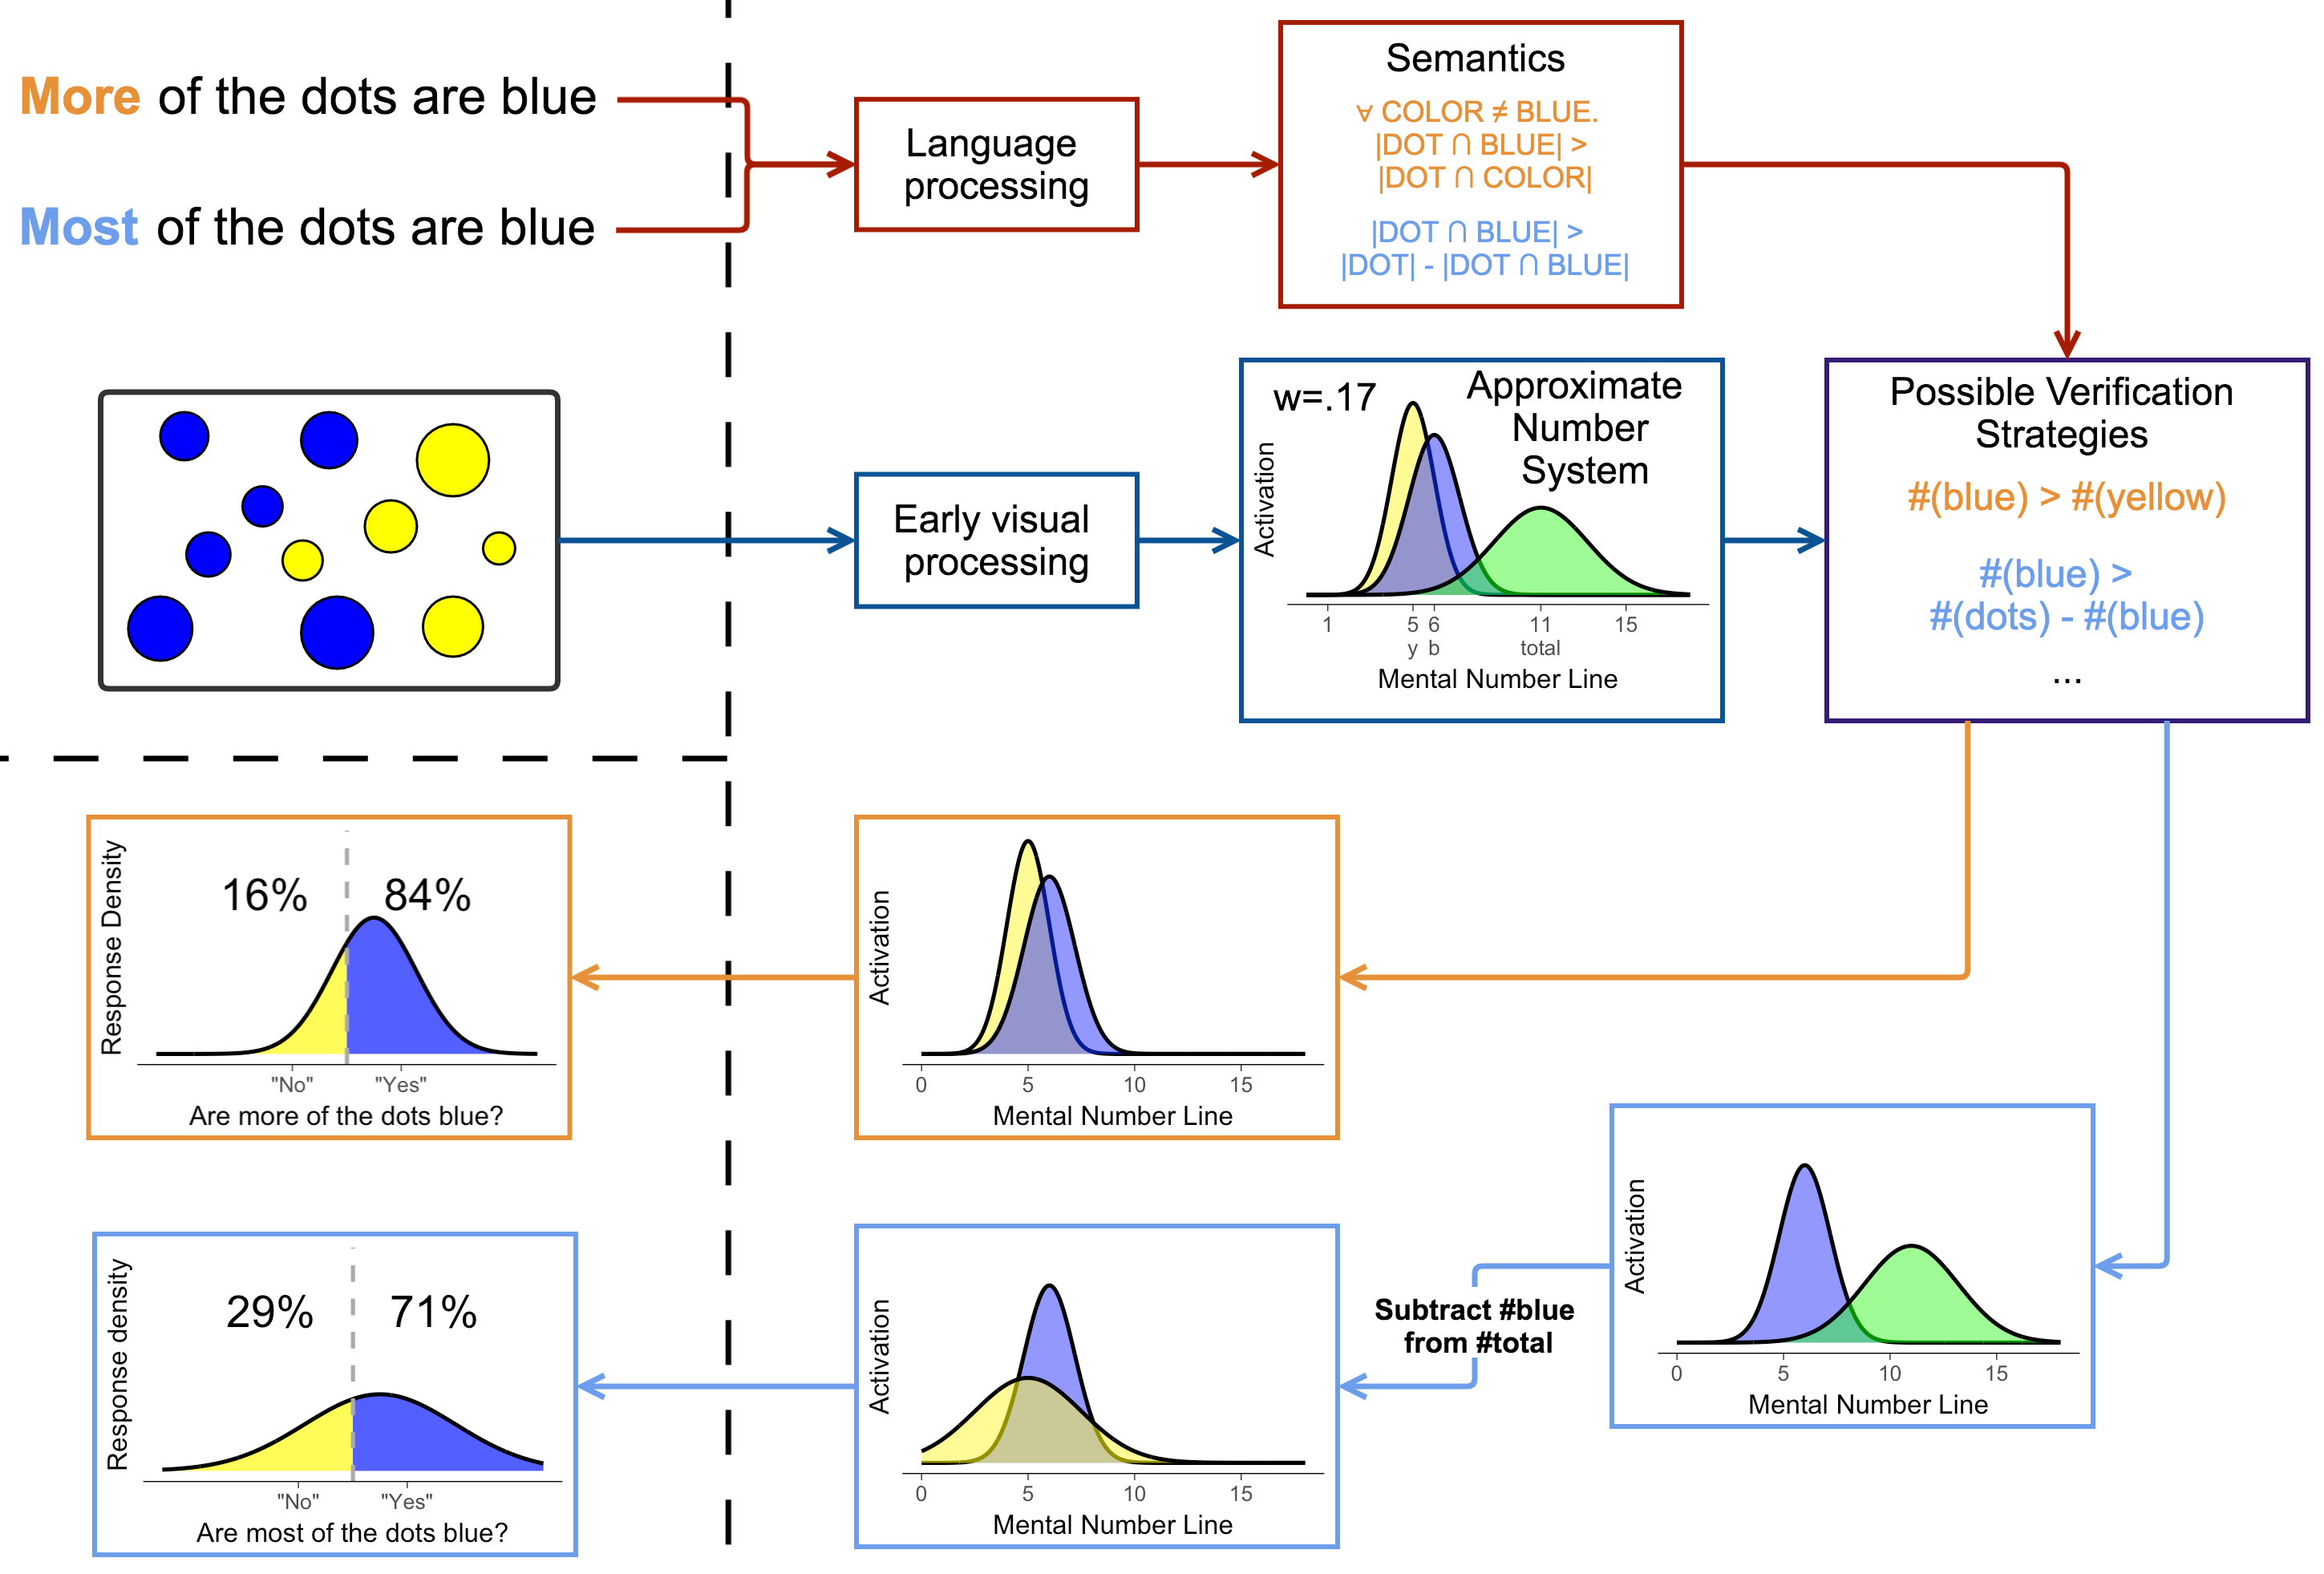 More of the dots are blue
Most of the dots are blue
Language
processing
Semantics
∀ COLOR ≠ BLUE.
|DOT ∩ BLUE| >
|DOT ∩ COLOR|
|DOT ∩ BLUE| >
|DOT| - |DOT ∩ BLUE|
Early visual
processing
w=.17
Approximate
Number
System
Activation
1 5 6 11 15
y b total
Mental Number Line
Possible Verification
Strategies
#(blue) > #(yellow)
#(blue) >
#(dots) - #(blue)
...
Response Density
16% 84%
"No" "Yes"
Are more of the dots blue?
Activation
0 5 10 15
Mental Number Line
Activation
0 5 10 15
Mental Number Line
Subtract #blue
from #total
Activation
0 5 10 15
Mental Number Line
Response density
29% 71%
"No" "Yes"
Are most of the dots blue?